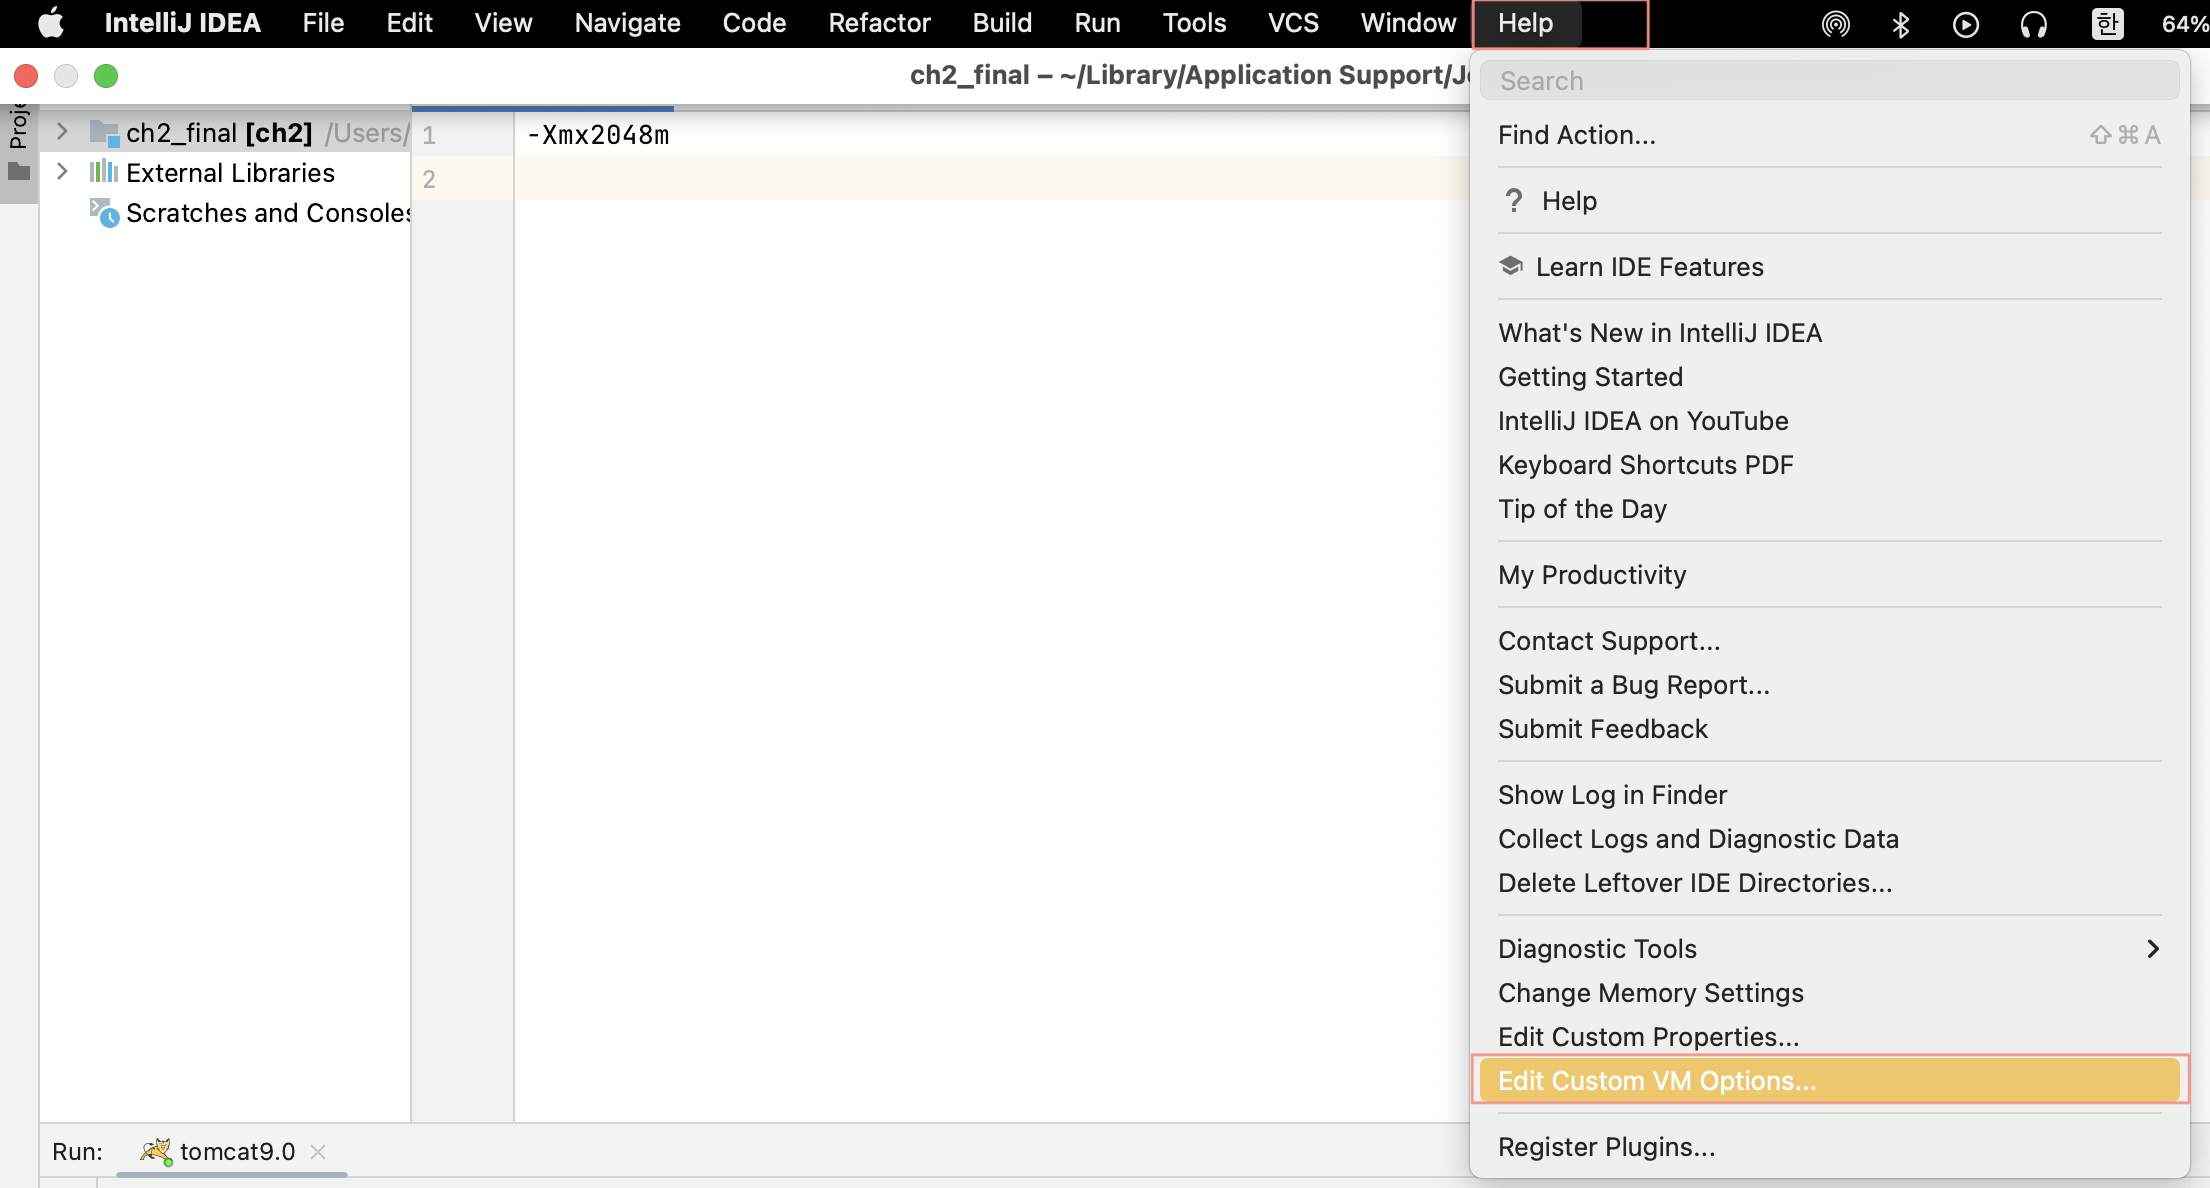 IntelliJ IDEA File Edit View Navigate Code Refactor Build Run Tools VCS Window Help 한 64%
ch2_final – ~/Library/Application Support/J
Search
ch2_final [ch2] /Users/
1 -Xmx2048m
Find Action... ⇧⌘A
External Libraries
2
? Help
Scratches and Consoles
Learn IDE Features
What's New in IntelliJ IDEA
Getting Started
IntelliJ IDEA on YouTube
Keyboard Shortcuts PDF
Tip of the Day
My Productivity
Contact Support...
Submit a Bug Report...
Submit Feedback
Show Log in Finder
Collect Logs and Diagnostic Data
Delete Leftover IDE Directories...
Diagnostic Tools
Change Memory Settings
Edit Custom Properties...
Edit Custom VM Options...
Run: tomcat9.0
Register Plugins...